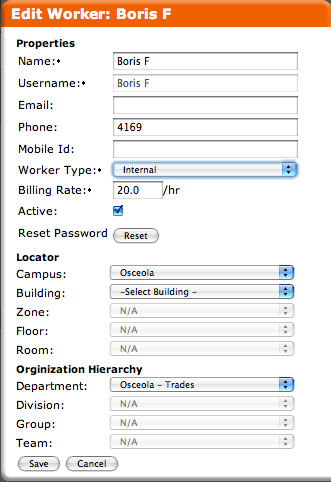 Edit Worker: Boris F
Properties
Name:• Boris F
Username:• Boris F
Email:
Phone: 4169
Mobile Id:
Worker Type:• Internal
Billing Rate:• 20.0 /hr
Active:
Reset Password Reset
Locator
Campus: Osceola
Building: -Select Building -
Zone: N/A
Floor: N/A
Room: N/A
Orginization Hierarchy
Department: Osceola - Trades
Division: N/A
Group: N/A
Team: N/A
Save Cancel